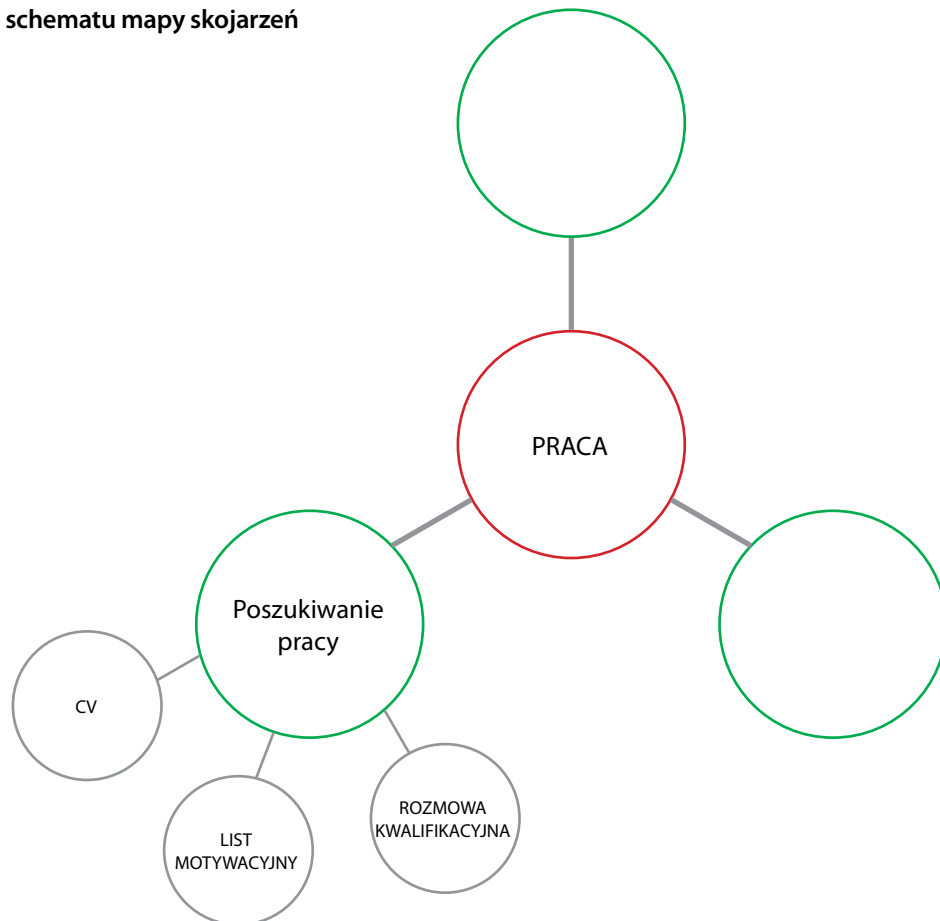 schematu mapy skojarzeń
PRACA
Poszukiwanie
pracy
CV
LIST
MOTYWACYJNY
ROZMOWA
KWALIFIKACYJNA